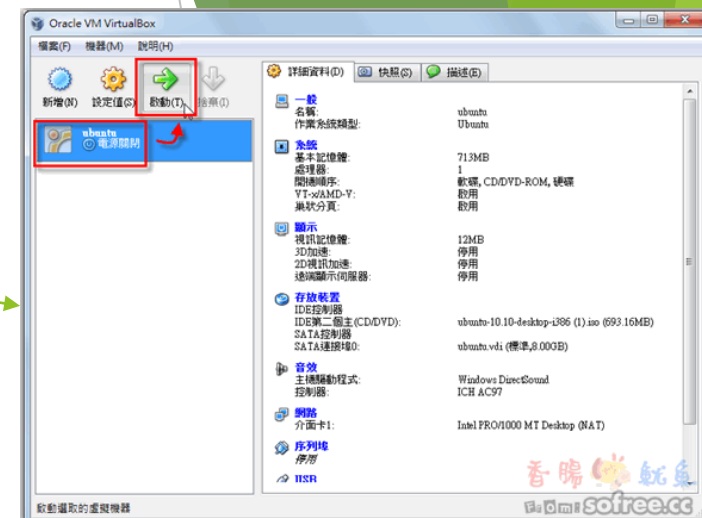 Oracle VM VirtualBox
檔案(F) 機器(M) 說明(H)
新增(N) 設定值(S) 啟動(T) 捨棄(I)
ubuntu
電源關閉
詳細資料(D) 快照(S) 描述(E)
一般
名稱: ubuntu
作業系統類型: Ubuntu
系統
基本記憶體: 713MB
處理器: 1
開機順序: 軟碟, CD/DVD-ROM, 硬碟
VT-x/AMD-V: 啟用
巢狀分頁: 啟用
顯示
視訊記憶體: 12MB
3D加速: 停用
2D視訊加速: 停用
遠端顯示伺服器: 停用
存放裝置
IDE控制器
IDE第二個主(CD/DVD): ubuntu-10.10-desktop-i386 (1).iso (693.16MB)
SATA控制器
SATA連接埠0: ubuntu.vdi (標準,8.00GB)
音效
主機驅動程式: Windows DirectSound
控制器: ICH AC97
網路
介面卡1: Intel PRO/1000 MT Desktop (NAT)
序列埠
停用
USB
香腸 魷魚
From: sofree.cc
啟動選取的虛擬機器